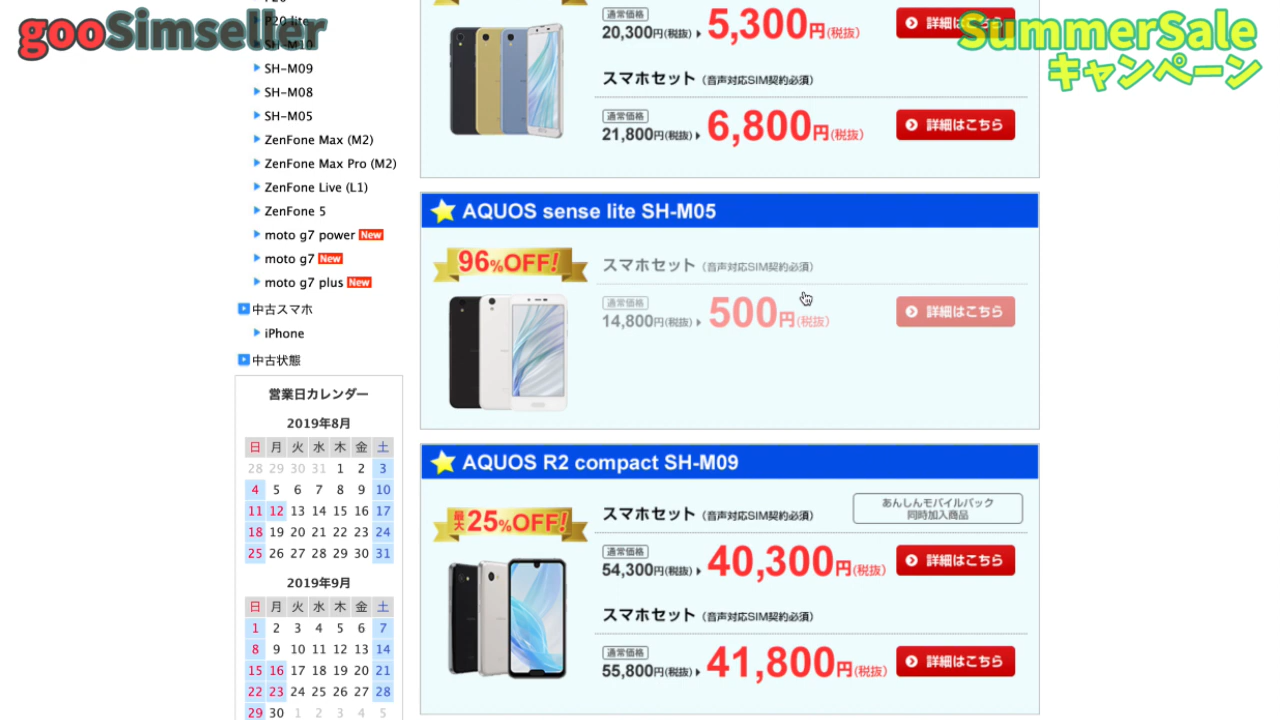 gooSimseller
SummerSale
キャンペーン
P20 lite
SH-M10
SH-M09
SH-M08
SH-M05
ZenFone Max (M2)
ZenFone Max Pro (M2)
ZenFone Live (L1)
ZenFone 5
moto g7 power New
moto g7 New
moto g7 plus New
中古スマホ
iPhone
中古状態
営業日カレンダー
2019年8月
日 月 火 水 木 金 土
28 29 30 31 1 2 3
4 5 6 7 8 9 10
11 12 13 14 15 16 17
18 19 20 21 22 23 24
25 26 27 28 29 30 31
2019年9月
日 月 火 水 木 金 土
1 2 3 4 5 6 7
8 9 10 11 12 13 14
15 16 17 18 19 20 21
22 23 24 25 26 27 28
29 30 1 2 3 4 5
通常価格
20,300円(税抜) 5,300円(税抜)
詳細はこちら
スマホセット (音声対応SIM契約必須)
通常価格
21,800円(税抜) 6,800円(税抜)
詳細はこちら
AQUOS sense lite SH-M05
96%OFF!
スマホセット (音声対応SIM契約必須)
通常価格
14,800円(税抜) 500円(税抜)
詳細はこちら
AQUOS R2 compact SH-M09
最大25%OFF!
スマホセット (音声対応SIM契約必須)
あんしんモバイルパック
同時加入商品
通常価格
54,300円(税抜) 40,300円(税抜)
詳細はこちら
スマホセット (音声対応SIM契約必須)
通常価格
55,800円(税抜) 41,800円(税抜)
詳細はこちら